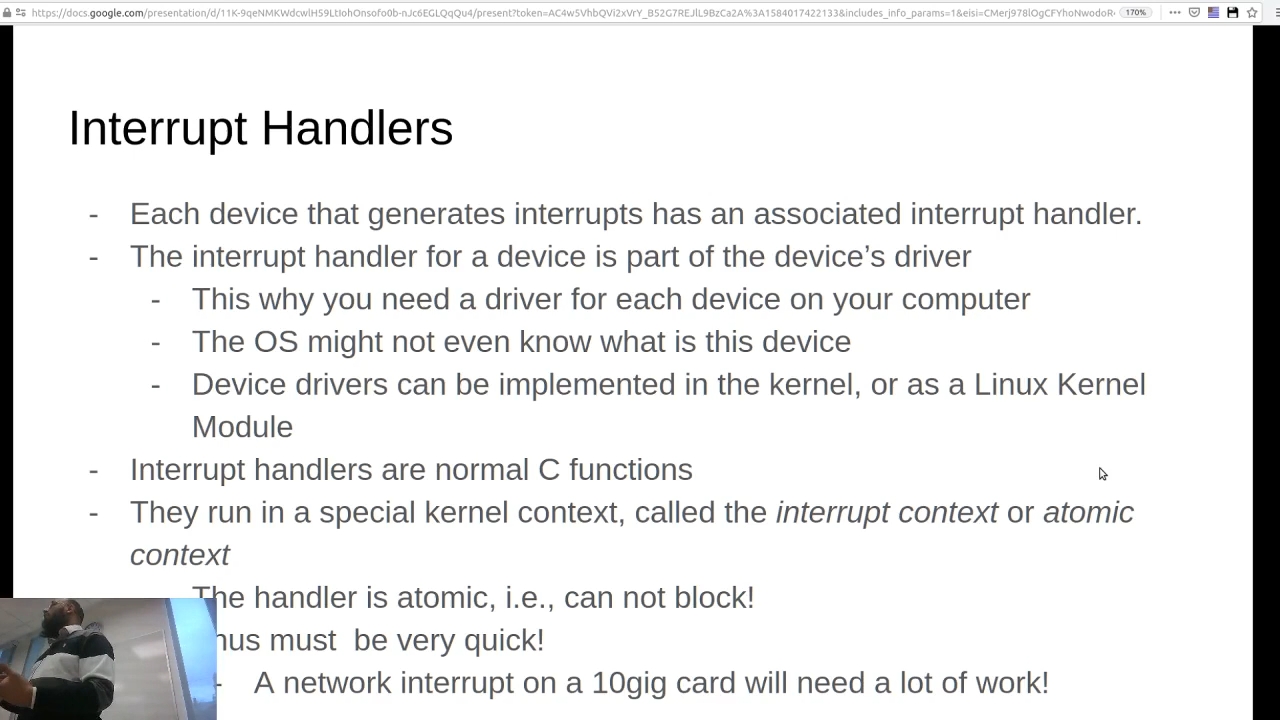 170%
Interrupt Handlers
- Each device that generates interrupts has an associated interrupt handler.
- The interrupt handler for a device is part of the device’s driver
- This why you need a driver for each device on your computer
- The OS might not even know what is this device
- Device drivers can be implemented in the kernel, or as a Linux Kernel
Module
- Interrupt handlers are normal C functions
- They run in a special kernel context, called the interrupt context or atomic
context
The handler is atomic, i.e., can not block!
hus must be very quick!
- A network interrupt on a 10gig card will need a lot of work!